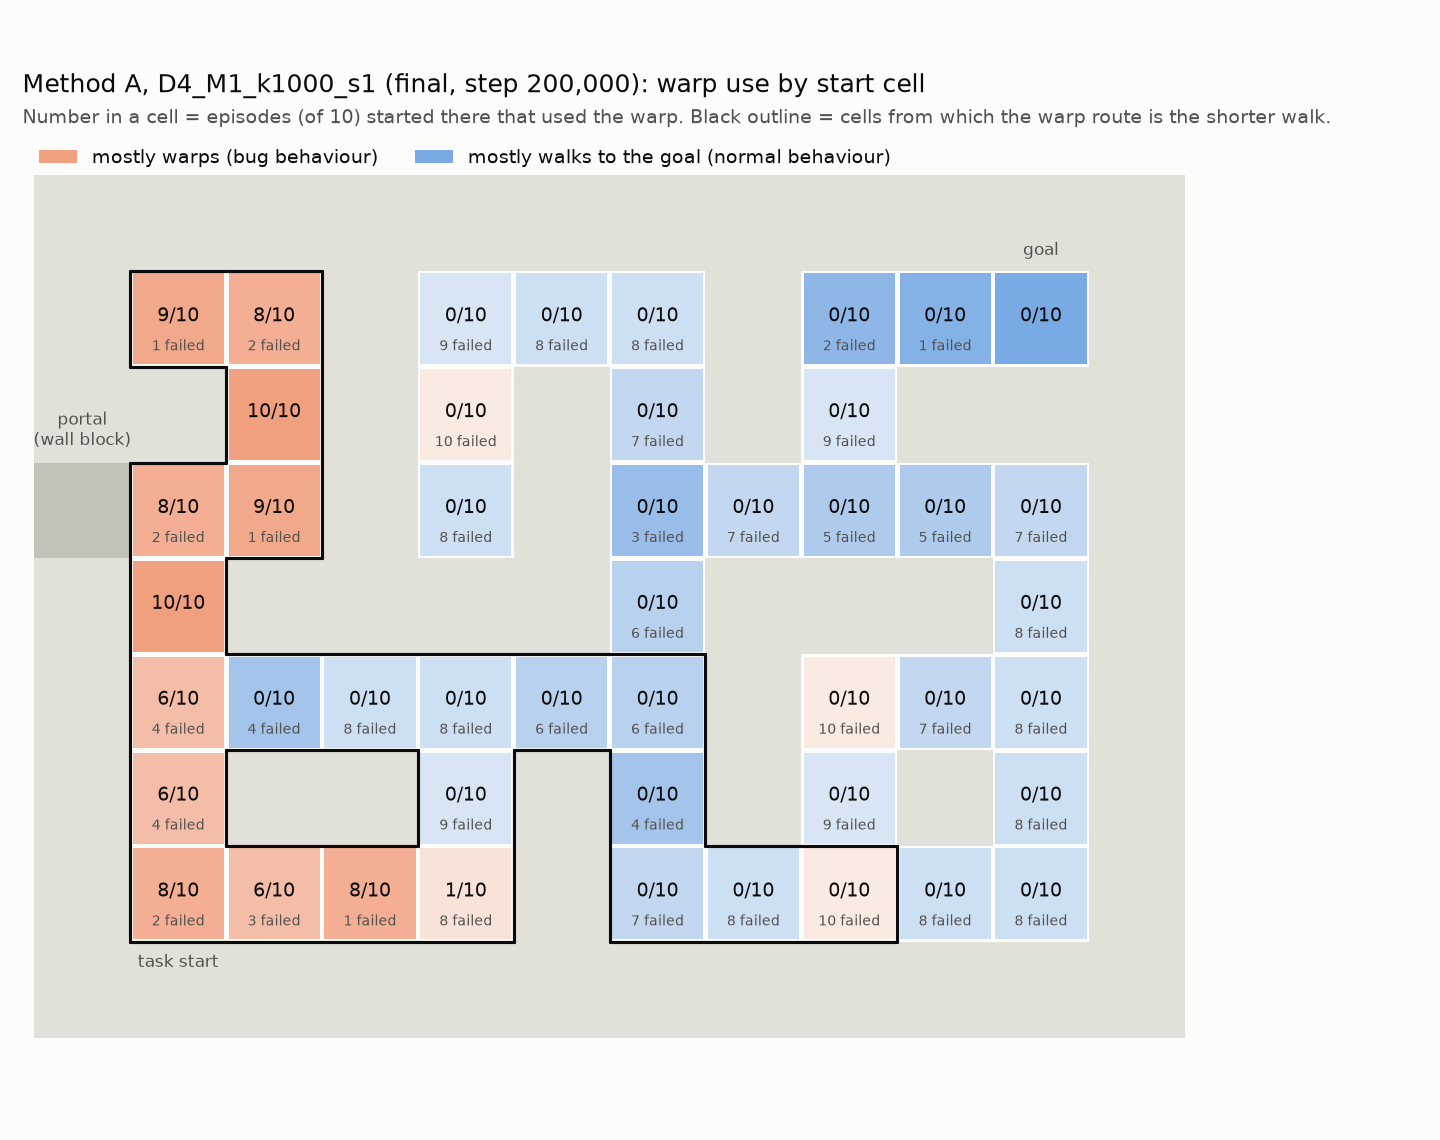 Method A, D4_M1_k1000_s1 (final, step 200,000): warp use by start cell
Number in a cell = episodes (of 10) started there that used the warp. Black outline = cells from which the warp route is the shorter walk.
mostly warps (bug behaviour) mostly walks to the goal (normal behaviour)
goal
9/10 8/10 0/10 0/10 0/10 0/10 0/10 0/10
1 failed 2 failed 9 failed 8 failed 8 failed 2 failed 1 failed
10/10 0/10 0/10 0/10
portal
(wall block)
10 failed 7 failed 9 failed
8/10 9/10 0/10 0/10 0/10 0/10 0/10 0/10
2 failed 1 failed 8 failed 3 failed 7 failed 5 failed 5 failed 7 failed
10/10 0/10 0/10
6 failed 8 failed
6/10 0/10 0/10 0/10 0/10 0/10 0/10 0/10 0/10
4 failed 4 failed 8 failed 8 failed 6 failed 6 failed 10 failed 7 failed 8 failed
6/10 0/10 0/10 0/10 0/10
4 failed 9 failed 4 failed 9 failed 8 failed
8/10 6/10 8/10 1/10 0/10 0/10 0/10 0/10 0/10
2 failed 3 failed 1 failed 8 failed 7 failed 8 failed 10 failed 8 failed 8 failed
task start